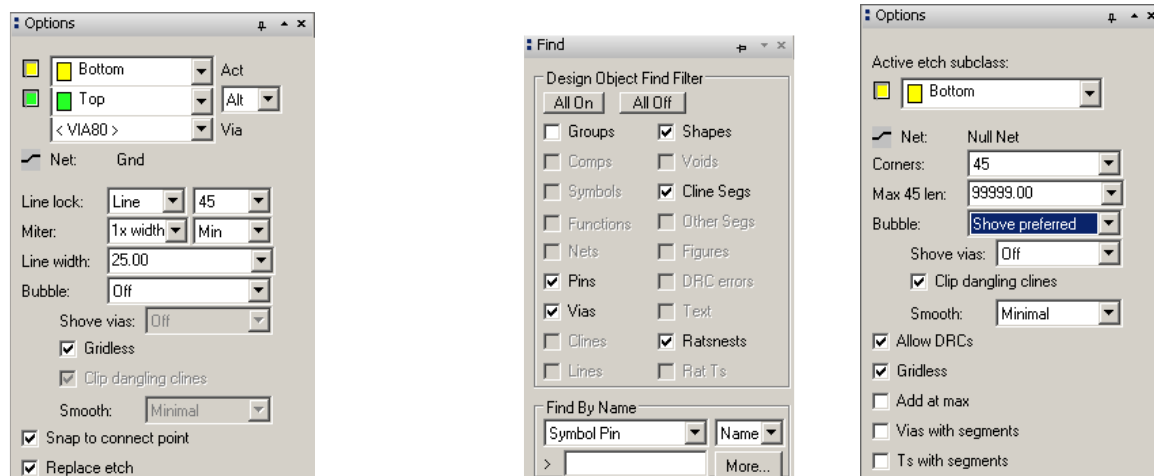 Options
Bottom Act
Top Alt
< VIA80 > Via
Net: Gnd
Line lock: Line 45
Miter: 1x width Min
Line width: 25.00
Bubble: Off
Shove vias: Off
Gridless
Clip dangling clines
Smooth: Minimal
Snap to connect point
Replace etch
Find
Design Object Find Filter
All On All Off
Groups Shapes
Comps Voids
Symbols Cline Segs
Functions Other Segs
Nets Figures
Pins DRC errors
Vias Text
Clines Ratsnests
Lines Rat Ts
Find By Name
Symbol Pin Name
> More...
Options
Active etch subclass:
Bottom
Net: Null Net
Corners: 45
Max 45 len: 99999.00
Bubble: Shove preferred
Shove vias: Off
Clip dangling clines
Smooth: Minimal
Allow DRCs
Gridless
Add at max
Vias with segments
Ts with segments